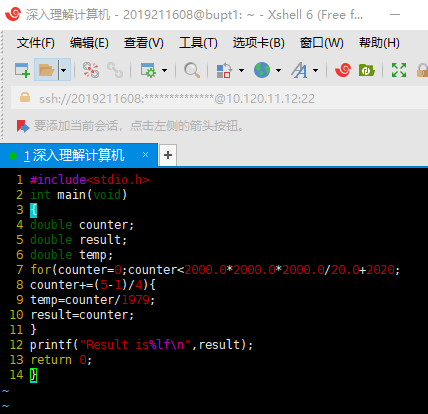 深入理解计算机 - 2019211608@bupt1: ~ - Xshell 6 (Free f...
文件(F) 编辑(E) 查看(V) 工具(T) 选项卡(B) 窗口(W) 帮助(H)
ssh://2019211608:**************@10.120.11.12:22
要添加当前会话，点击左侧的箭头按钮。
1 深入理解计算机 × +
1 #include<stdio.h>
2 int main(void)
3 {
4 double counter;
5 double result;
6 double temp;
7 for(counter=0;counter<2000.0*2000.0*2000.0/20.0+2020;
8 counter+=(5-1)/4){
9 temp=counter/1979;
10 result=counter;
11 }
12 printf("Result is%lf\n",result);
13 return 0;
14 }
~
~